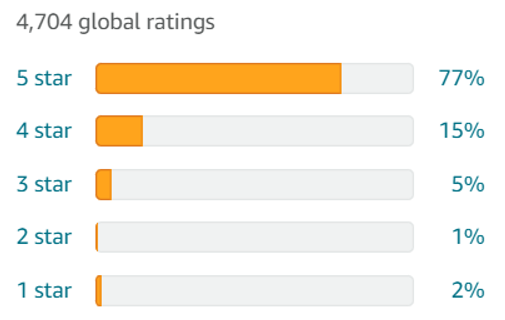 4,704 global ratings
5 star 77%
4 star 15%
3 star 5%
2 star 1%
1 star 2%